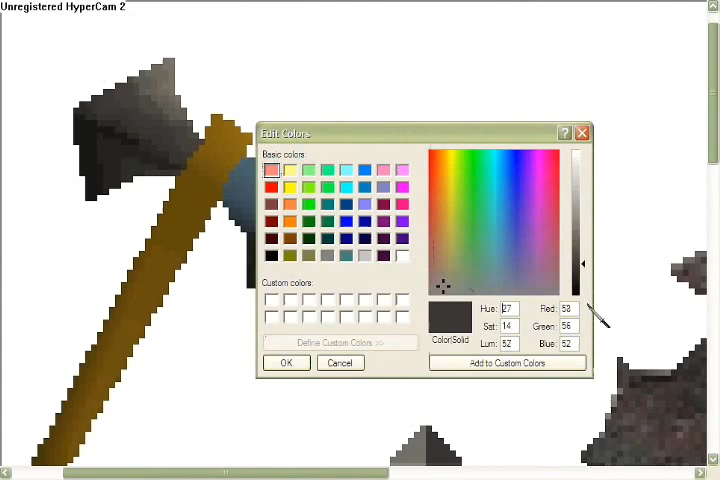 Unregistered HyperCam 2
Edit Colors
Basic colors:
Custom colors:
Define Custom Colors >>
OK
Cancel
Color|Solid
Hue: 27
Sat: 14
Lum: 52
Red: 58
Green: 56
Blue: 52
Add to Custom Colors